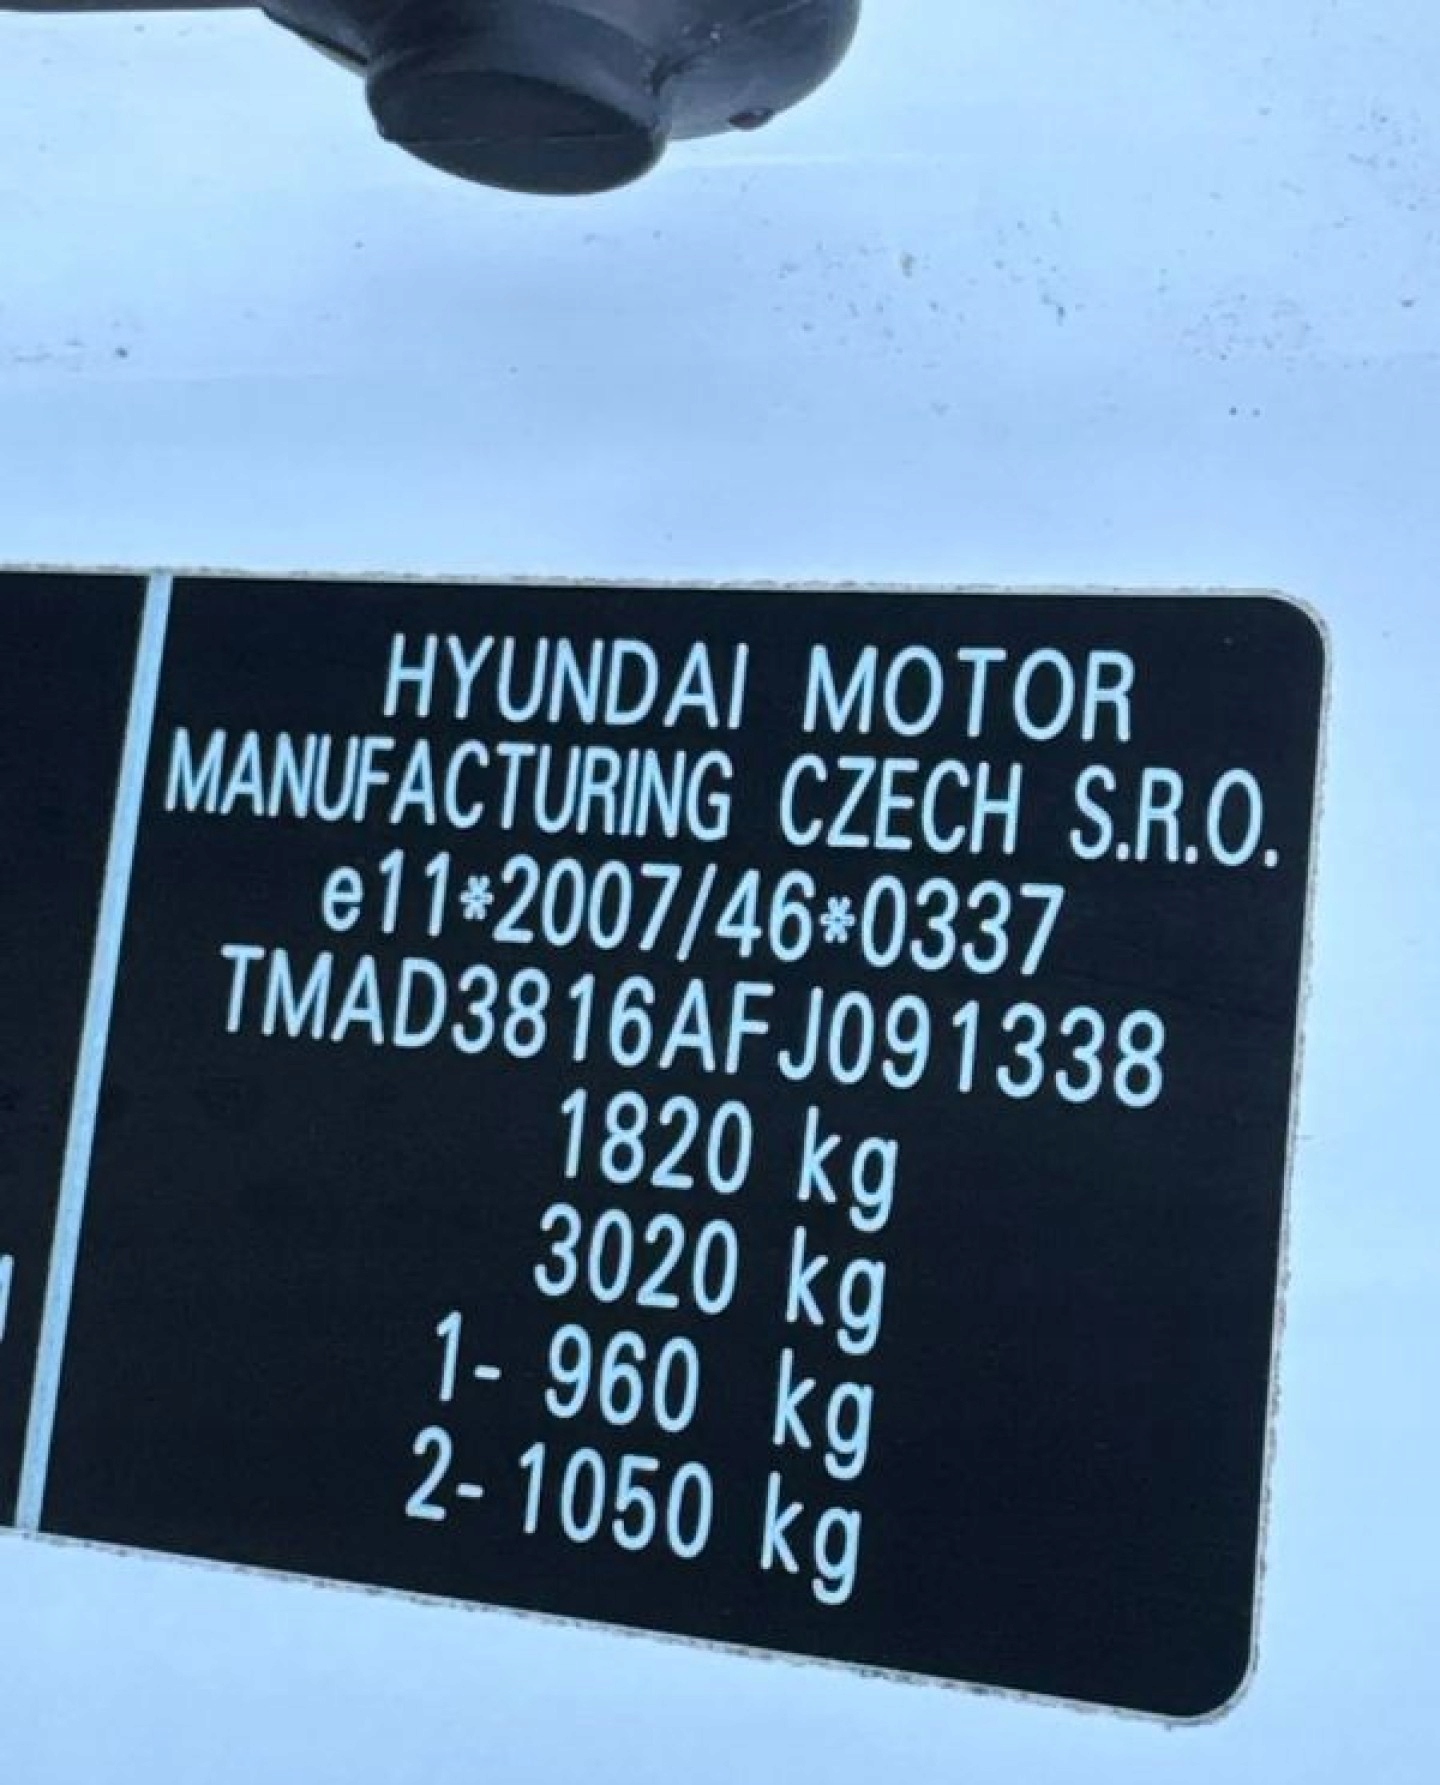 HYUNDAI MOTOR
MANUFACTURING CZECH S.R.O.
e11*2007/46*0337
TMAD3816AFJ091338
1820 kg
3020 kg
1- 960 kg
2- 1050 kg